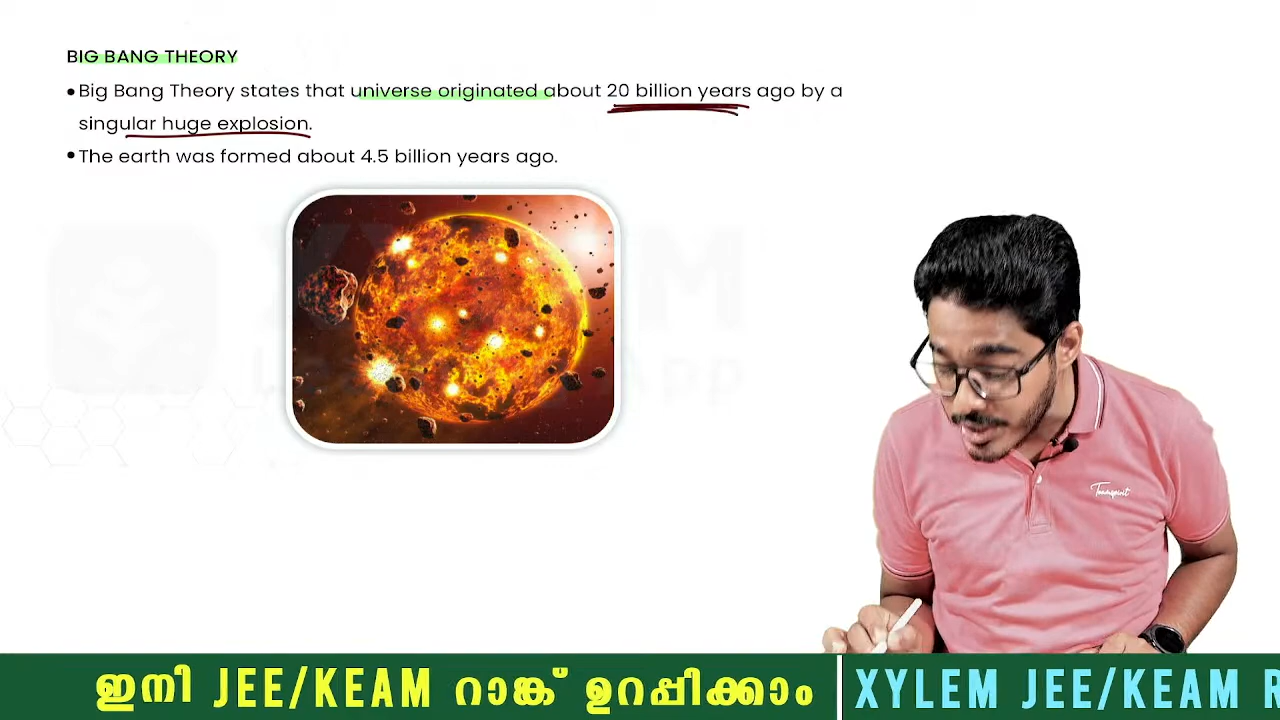 BIG BANG THEORY
• Big Bang Theory states that universe originated about 20 billion years ago by a
singular huge explosion.
• The earth was formed about 4.5 billion years ago.
Teamspirit
ഇനി JEE/KEAM റാങ്ക് ഉറപ്പിക്കാം
XYLEM JEE/KEAM R